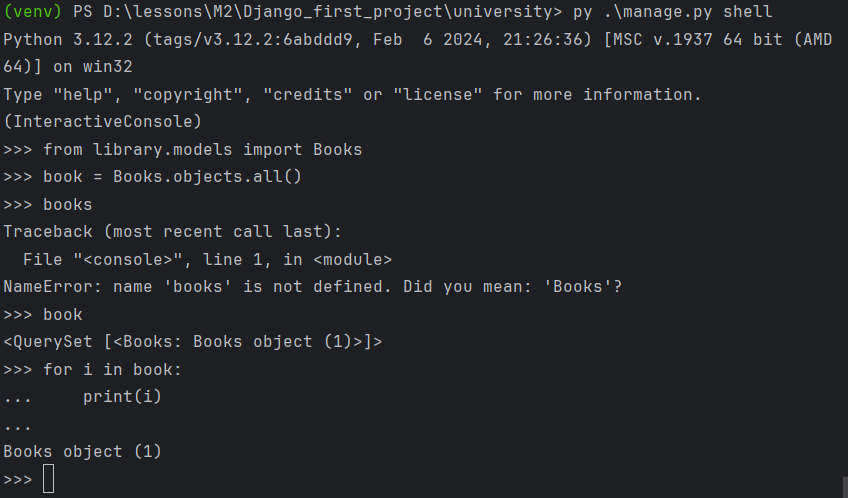 (venv) PS D:\lessons\M2\Django_first_project\university> py .\manage.py shell
Python 3.12.2 (tags/v3.12.2:6abddd9, Feb  6 2024, 21:26:36) [MSC v.1937 64 bit (AMD
64)] on win32
Type "help", "copyright", "credits" or "license" for more information.
(InteractiveConsole)
>>> from library.models import Books
>>> book = Books.objects.all()
>>> books
Traceback (most recent call last):
  File "<console>", line 1, in <module>
NameError: name 'books' is not defined. Did you mean: 'Books'?
>>> book
<QuerySet [<Books: Books object (1)>]>
>>> for i in book:
...     print(i)
...
Books object (1)
>>>